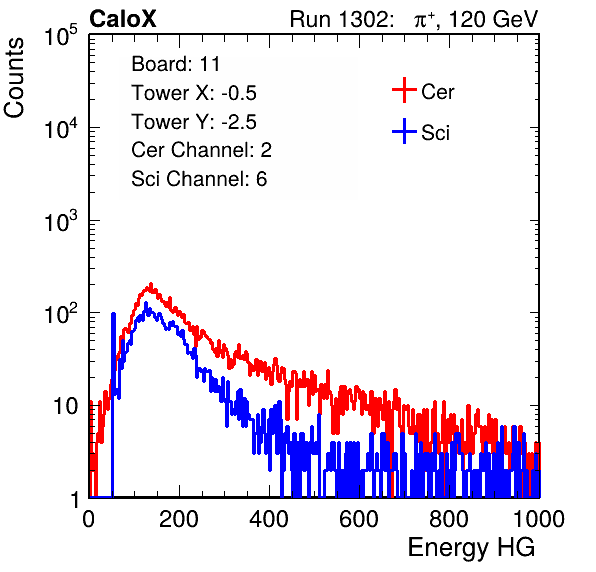 CaloX Run 1302: π⁺, 120 GeV
Counts
10⁵
10⁴
10³
10²
10
1
Board: 11
Tower X: -0.5
Tower Y: -2.5
Cer Channel: 2
Sci Channel: 6
Cer
Sci
0 200 400 600 800 1000
Energy HG